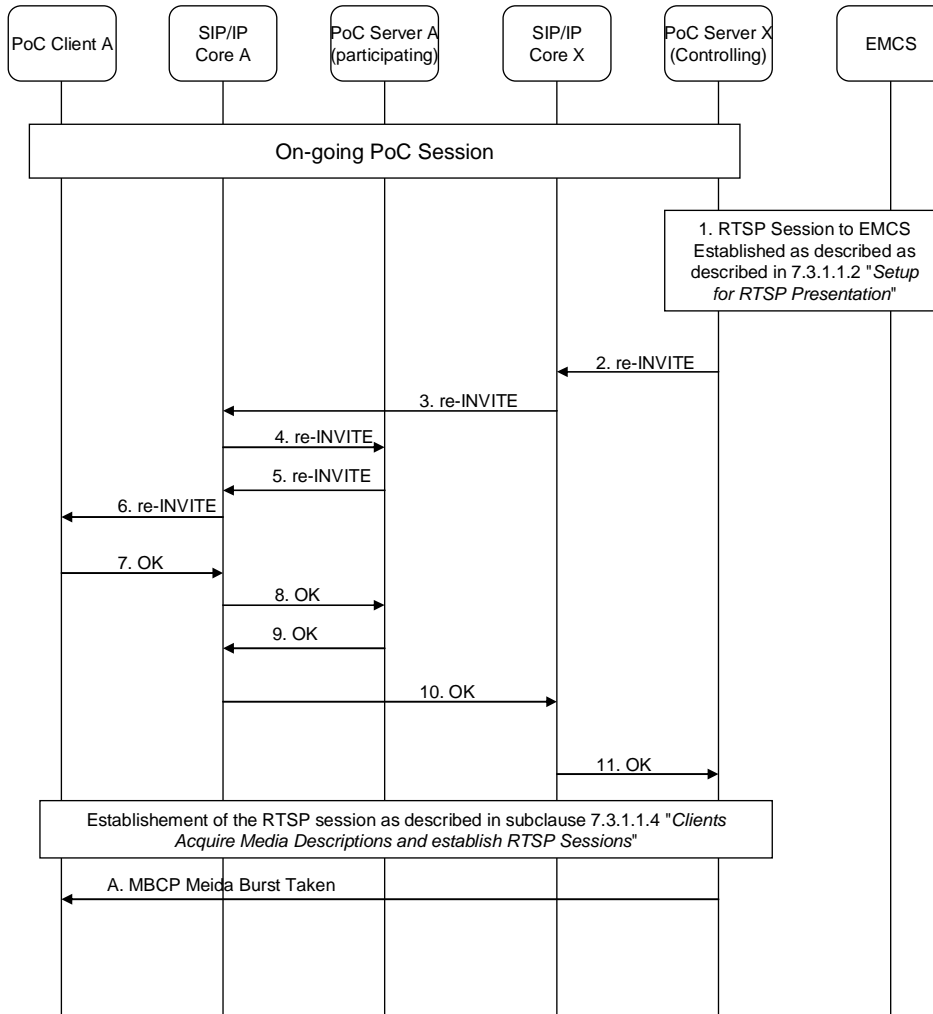 PoC Client A
SIP/IP
Core A
PoC Server A
(participating)
SIP/IP
Core X
PoC Server X
(Controlling)
EMCS
On-going PoC Session
1. RTSP Session to EMCS
Established as described as
described in 7.3.1.1.2 "Setup
for RTSP Presentation"
2. re-INVITE
3. re-INVITE
4. re-INVITE
5. re-INVITE
6. re-INVITE
7. OK
8. OK
9. OK
10. OK
11. OK
Establishement of the RTSP session as described in subclause 7.3.1.1.4 "Clients
Acquire Media Descriptions and establish RTSP Sessions"
A. MBCP Meida Burst Taken